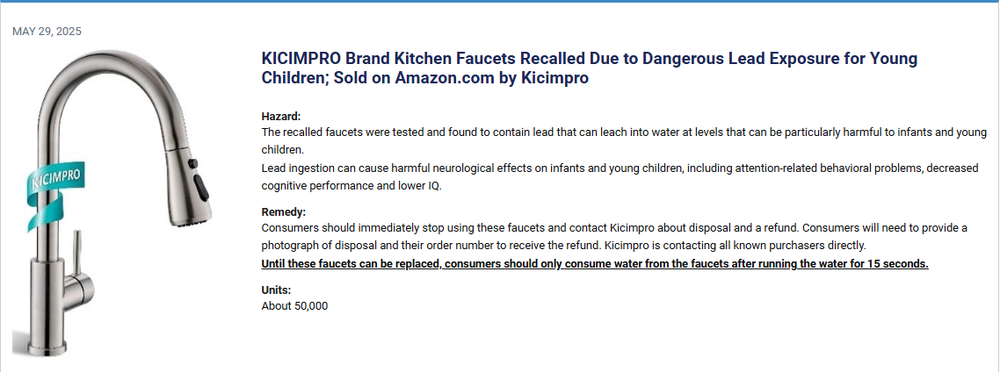 MAY 29, 2025
KICIMPRO Brand Kitchen Faucets Recalled Due to Dangerous Lead Exposure for Young
Children; Sold on Amazon.com by Kicimpro
KICIMPRO
Hazard:
The recalled faucets were tested and found to contain lead that can leach into water at levels that can be particularly harmful to infants and young
children.
Lead ingestion can cause harmful neurological effects on infants and young children, including attention-related behavioral problems, decreased
cognitive performance and lower IQ.
Remedy:
Consumers should immediately stop using these faucets and contact Kicimpro about disposal and a refund. Consumers will need to provide a
photograph of disposal and their order number to receive the refund. Kicimpro is contacting all known purchasers directly.
Until these faucets can be replaced, consumers should only consume water from the faucets after running the water for 15 seconds.
Units:
About 50,000